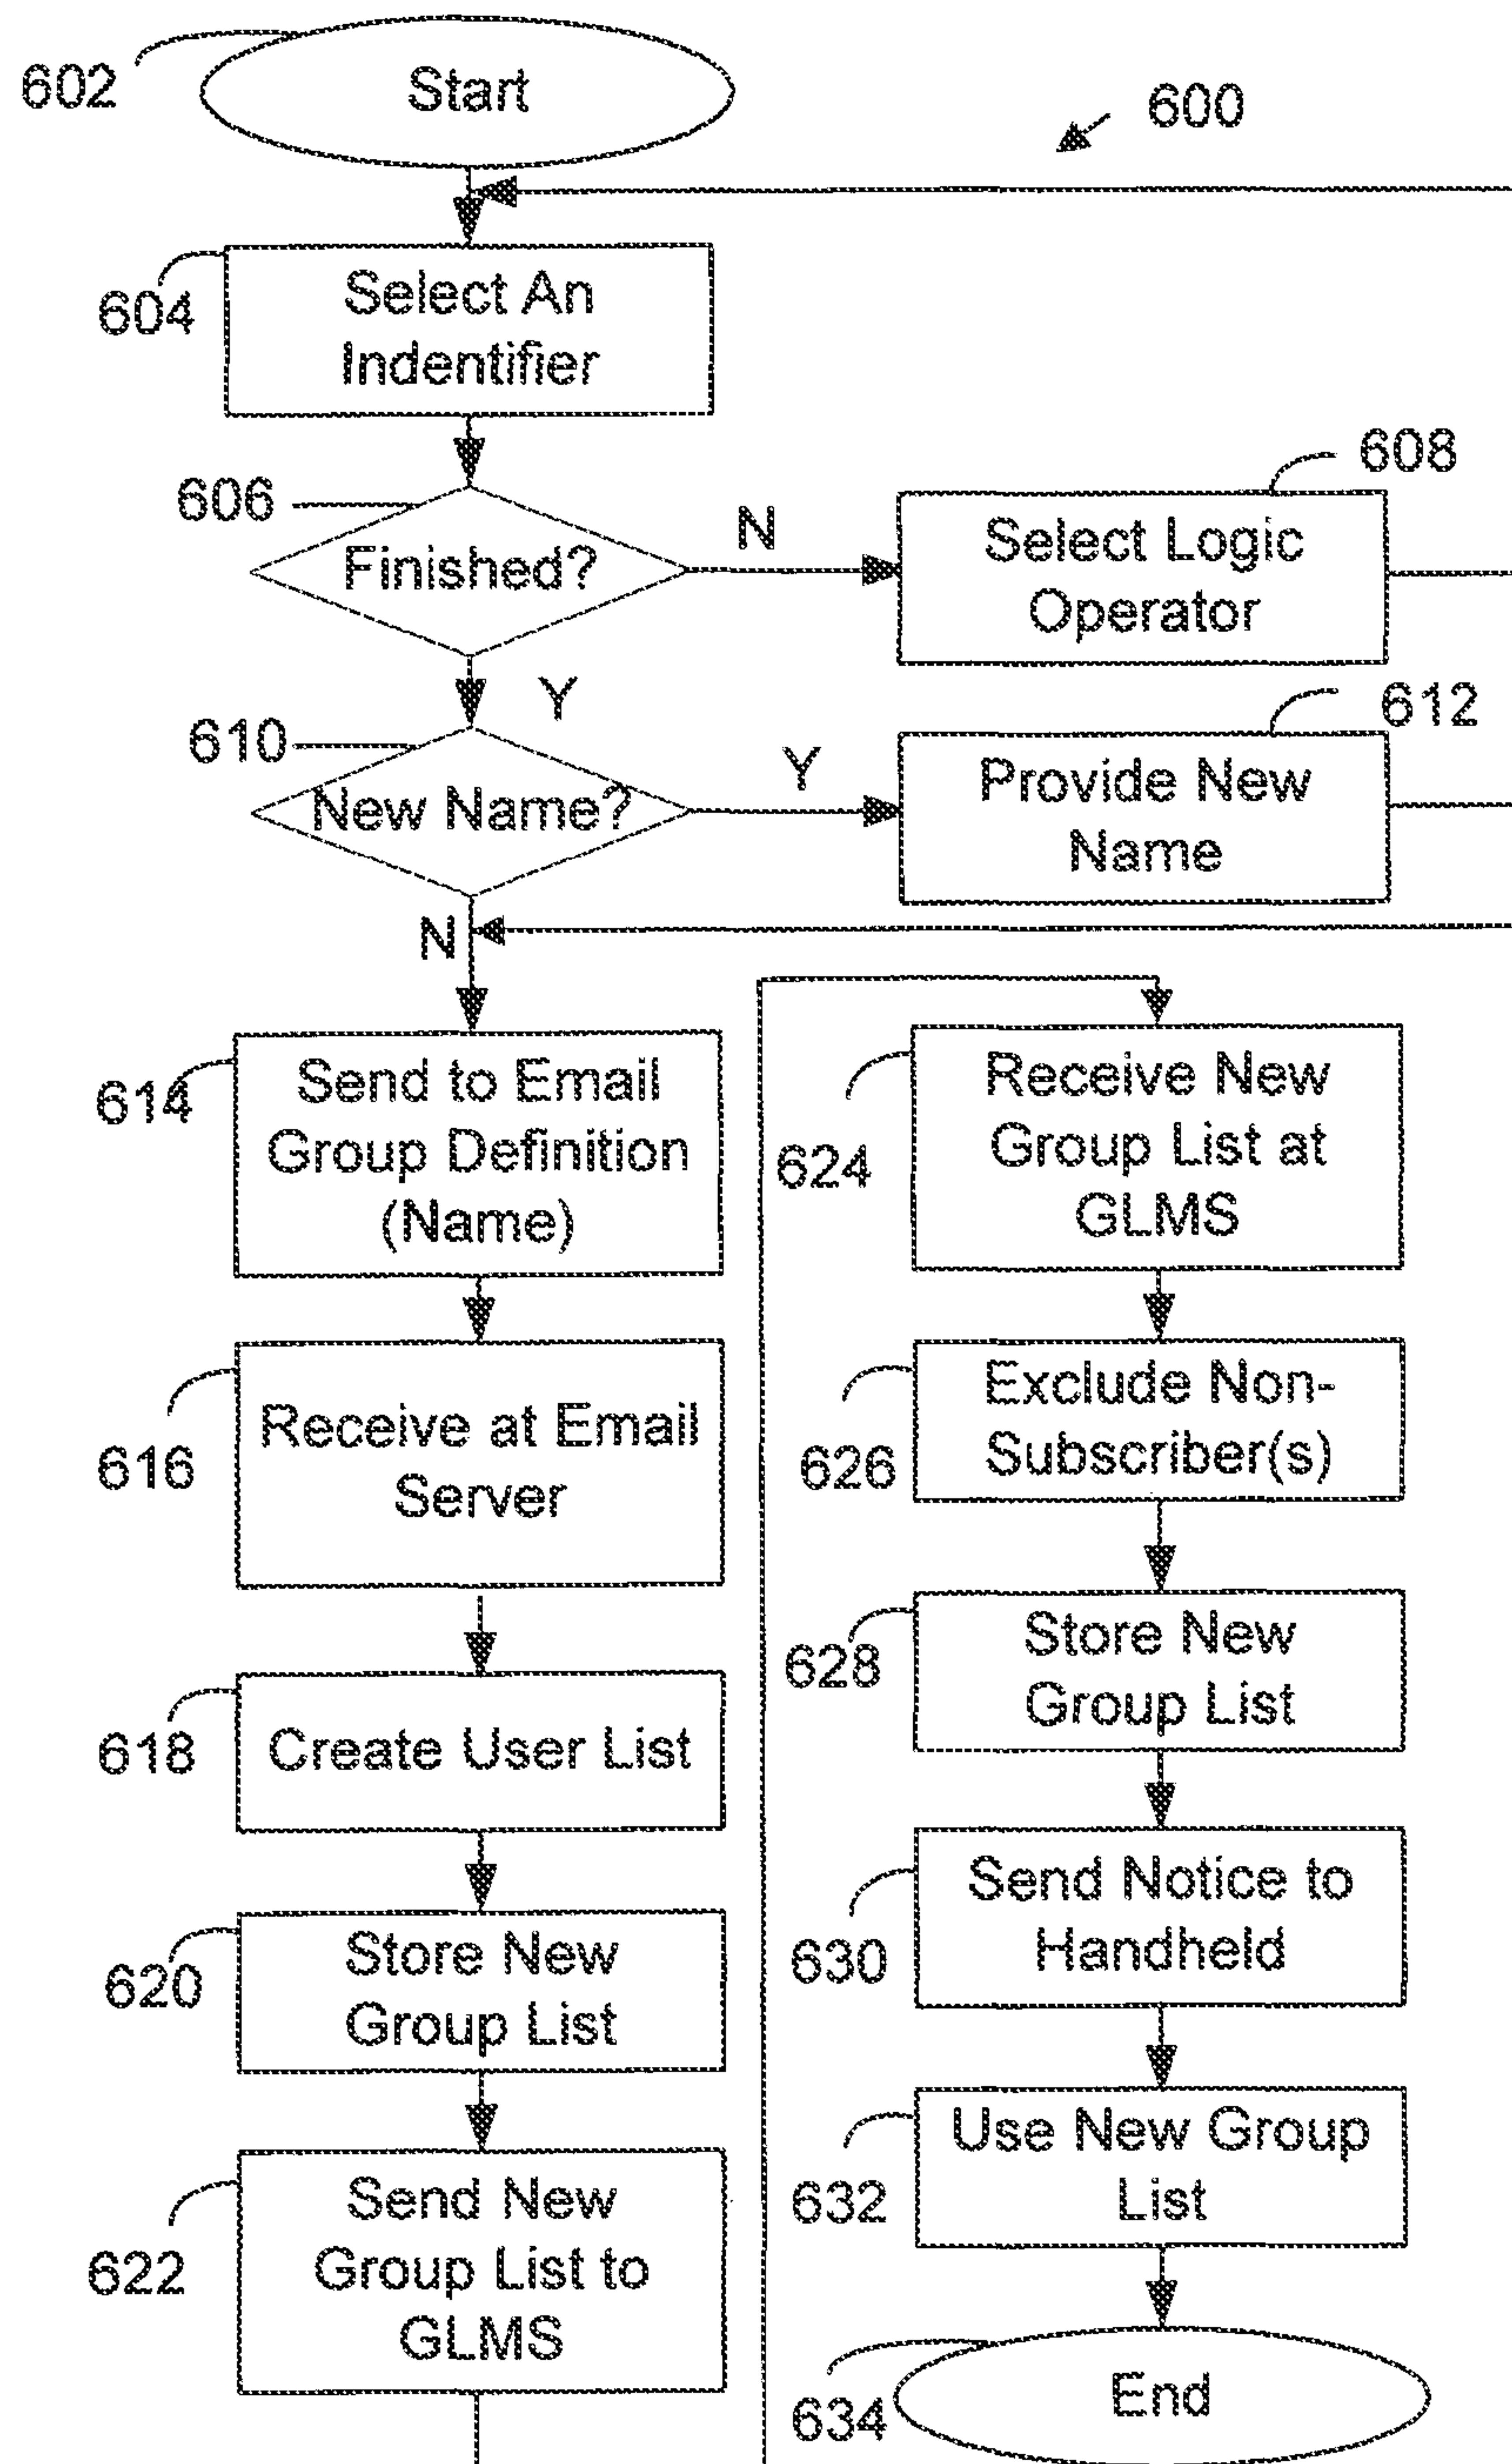 602
Start
600
604
Select An
Indentifier
606
Finished?
N
Y
608
Select Logic
Operator
610
New Name?
Y
N
612
Provide New
Name
614
Send to Email
Group Definition
(Name)
616
Receive at Email
Server
618
Create User List
620
Store New
Group List
622
Send New
Group List to
GLMS
624
Receive New
Group List at
GLMS
626
Exclude Non-
Subscriber(s)
628
Store New
Group List
630
Send Notice to
Handheld
632
Use New Group
List
634
End